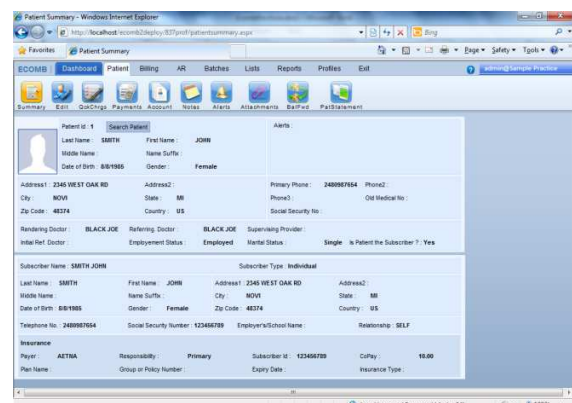 Patient Summary - Windows Internet Explorer
http://localhost/ecomb2deploy/837prof/patientsummary.aspx Bing
Favorites Patient Summary Page Safety Tools
ECOMB Dashboard Patient Billing AR Batches Lists Reports Profiles Exit admin@Sample Practice
Summary Edit QckChrgs Payments Account Notes Alerts Attachments BalFwd PatStatement
Patient Id : 1 Search Patient Alerts :
Last Name : SMITH First Name : JOHN
Middle Name : Name Suffix :
Date of Birth : 8/8/1985 Gender : Female
Address1 : 2345 WEST OAK RD Address2 : Primary Phone : 2480987654 Phone2 :
City : NOVI State : MI Phone3 : Old Medical No :
Zip Code : 48374 Country : US Social Security No :
Rendering Doctor : BLACK JOE Referring. Doctor : BLACK JOE Supervising Provider :
Initial Ref. Doctor : Employement Status : Employed Marital Status : Single Is Patient the Subscriber ? : Yes
Subscriber Name : SMITH JOHN Subscriber Type : Individual
Last Name : SMITH First Name : JOHN Address1 : 2345 WEST OAK RD Address2 :
Middle Name : Name Suffix : City : NOVI State : MI
Date of Birth : 8/8/1985 Gender : Female Zip Code : 48374 Country : US
Telephone No. : 2480987654 Social Security Number : 123456789 Employer's/School Name : Relationship : SELF
Insurance
Payer : AETNA Responsibility : Primary Subscriber Id : 123456789 CoPay : 10.00
Plan Name : Group or Policy Number : Expiry Date : Insurance Type :